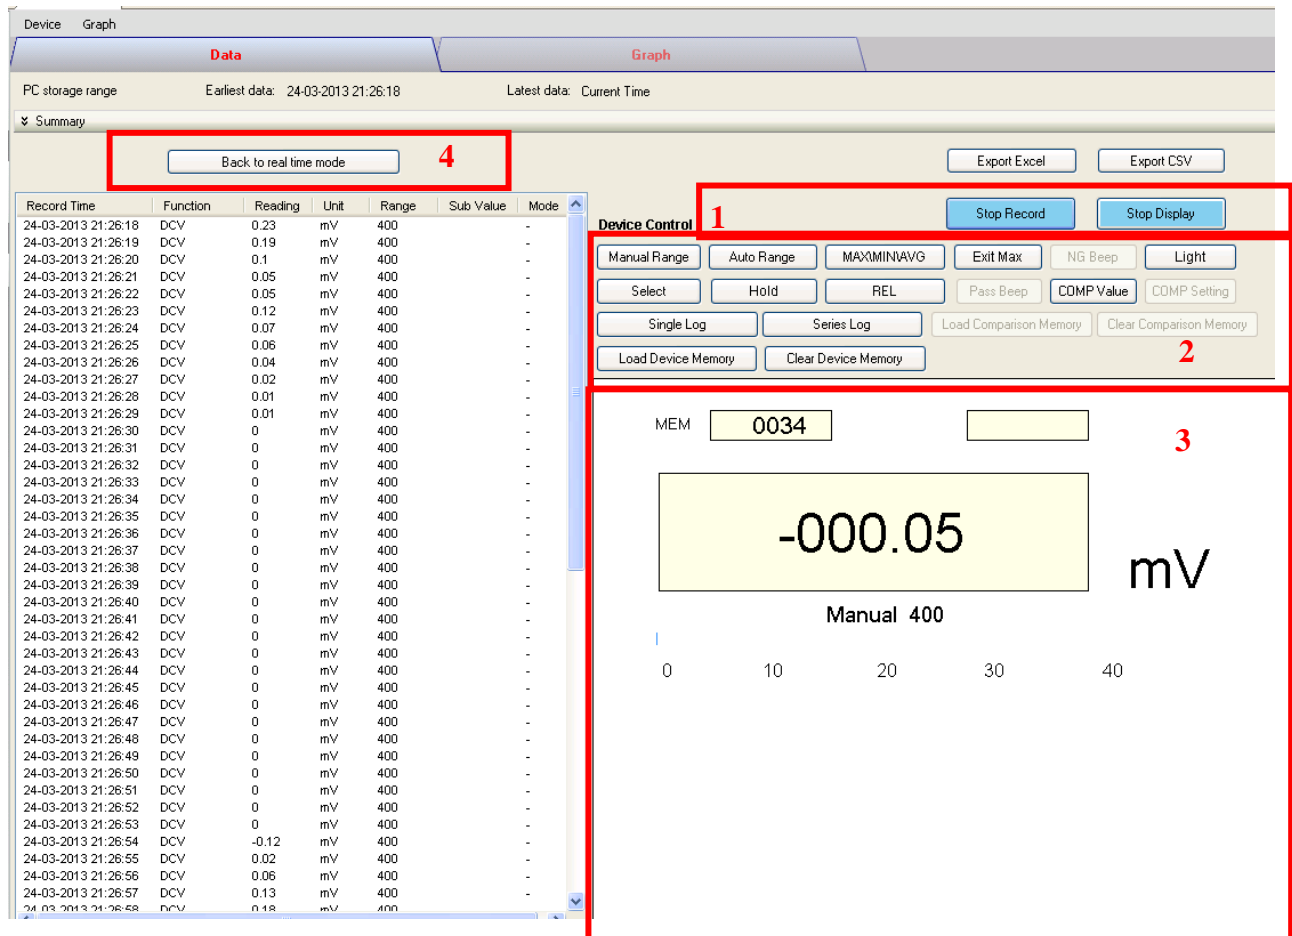 Device Graph
Data Graph
PC storage range Earliest data: 24-03-2013 21:26:18 Latest data: Current Time
Summary
Back to real time mode 4 Export Excel Export CSV
Record Time Function Reading Unit Range Sub Value Mode
1 Stop Record Stop Display
Device Control
Manual Range Auto Range MAX\MIN\AVG Exit Max NG Beep Light
Select Hold REL Pass Beep COMP Value COMP Setting
Single Log Series Log Load Comparison Memory Clear Comparison Memory
Load Device Memory Clear Device Memory 2
24-03-2013 21:26:18 DCV 0.23 mV 400 -
24-03-2013 21:26:19 DCV 0.19 mV 400 -
24-03-2013 21:26:20 DCV 0.1 mV 400 -
24-03-2013 21:26:21 DCV 0.05 mV 400 -
24-03-2013 21:26:22 DCV 0.05 mV 400 -
24-03-2013 21:26:23 DCV 0.12 mV 400 -
24-03-2013 21:26:24 DCV 0.07 mV 400 -
24-03-2013 21:26:25 DCV 0.06 mV 400 -
24-03-2013 21:26:26 DCV 0.04 mV 400 -
24-03-2013 21:26:27 DCV 0.02 mV 400 -
24-03-2013 21:26:28 DCV 0.01 mV 400 -
24-03-2013 21:26:29 DCV 0.01 mV 400 -
24-03-2013 21:26:30 DCV 0 mV 400 -
24-03-2013 21:26:31 DCV 0 mV 400 -
24-03-2013 21:26:32 DCV 0 mV 400 -
24-03-2013 21:26:33 DCV 0 mV 400 -
24-03-2013 21:26:34 DCV 0 mV 400 -
24-03-2013 21:26:35 DCV 0 mV 400 -
24-03-2013 21:26:36 DCV 0 mV 400 -
24-03-2013 21:26:37 DCV 0 mV 400 -
24-03-2013 21:26:38 DCV 0 mV 400 -
24-03-2013 21:26:39 DCV 0 mV 400 -
24-03-2013 21:26:40 DCV 0 mV 400 -
24-03-2013 21:26:41 DCV 0 mV 400 -
24-03-2013 21:26:42 DCV 0 mV 400 -
24-03-2013 21:26:43 DCV 0 mV 400 -
24-03-2013 21:26:44 DCV 0 mV 400 -
24-03-2013 21:26:45 DCV 0 mV 400 -
24-03-2013 21:26:46 DCV 0 mV 400 -
24-03-2013 21:26:47 DCV 0 mV 400 -
24-03-2013 21:26:48 DCV 0 mV 400 -
24-03-2013 21:26:49 DCV 0 mV 400 -
24-03-2013 21:26:50 DCV 0 mV 400 -
24-03-2013 21:26:51 DCV 0 mV 400 -
24-03-2013 21:26:52 DCV 0 mV 400 -
24-03-2013 21:26:53 DCV 0 mV 400 -
24-03-2013 21:26:54 DCV -0.12 mV 400 -
24-03-2013 21:26:55 DCV 0.02 mV 400 -
24-03-2013 21:26:56 DCV 0.06 mV 400 -
24-03-2013 21:26:57 DCV 0.13 mV 400 -
24-03-2013 21:26:58 DCV 0.18 mV 400 -
MEM 0034
3
-000.05
mV
Manual 400
0 10 20 30 40